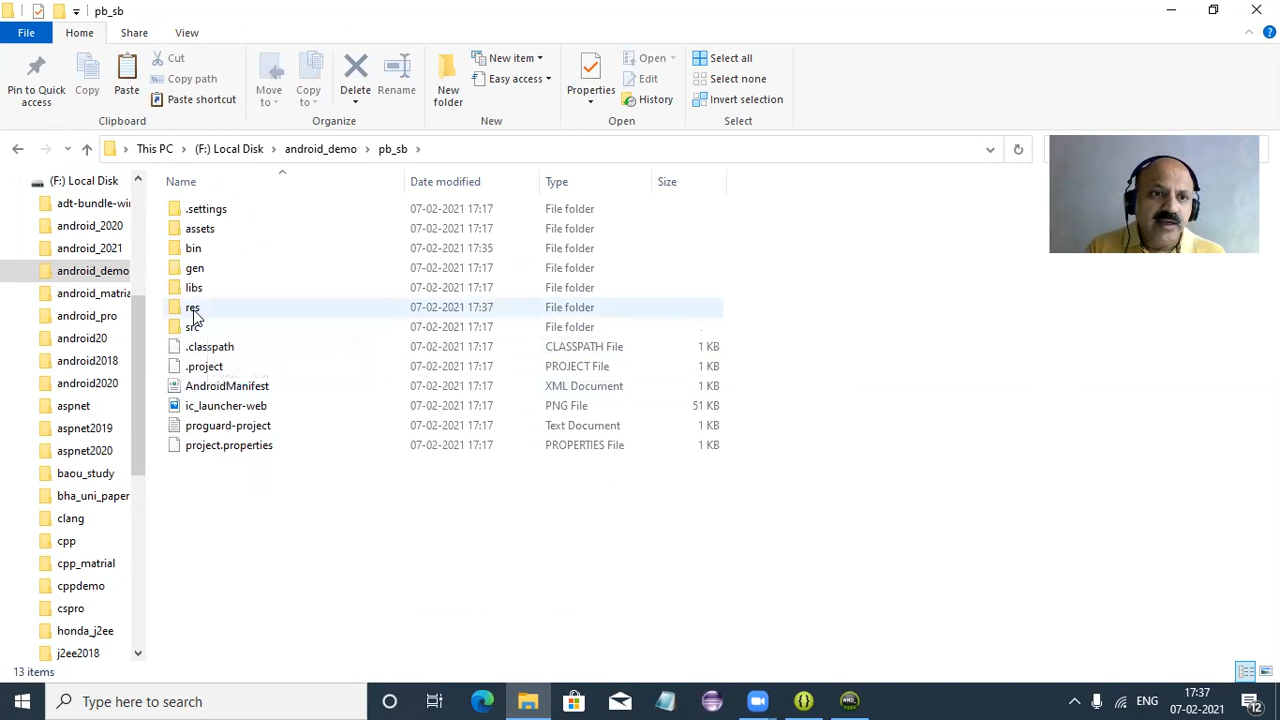 pb_sb
File Home Share View
Pin to Quick access
Copy
Paste
Cut
Copy path
Paste shortcut
Clipboard
Move to
Copy to
Delete
Rename
Organize
New folder
New item
Easy access
New
Properties
Open
Edit
History
Open
Select all
Select none
Invert selection
Select
This PC (F:) Local Disk android_demo pb_sb
(F:) Local Disk
adt-bundle-wi
android_2020
android_2021
android_demo
android_matria
android_pro
android20
android2018
android2020
aspnet
aspnet2019
aspnet2020
baou_study
bha_uni_paper
clang
cpp
cpp_matrial
cppdemo
cspro
honda_j2ee
j2ee2018
Name Date modified Type Size
.settings 07-02-2021 17:17 File folder
assets 07-02-2021 17:17 File folder
bin 07-02-2021 17:35 File folder
gen 07-02-2021 17:17 File folder
libs 07-02-2021 17:17 File folder
res 07-02-2021 17:37 File folder
src 07-02-2021 17:17 File folder
.classpath 07-02-2021 17:17 CLASSPATH File 1 KB
.project 07-02-2021 17:17 PROJECT File 1 KB
AndroidManifest 07-02-2021 17:17 XML Document 1 KB
ic_launcher-web 07-02-2021 17:17 PNG File 51 KB
proguard-project 07-02-2021 17:17 Text Document 1 KB
project.properties 07-02-2021 17:17 PROPERTIES File 1 KB
13 items
Type here to search
ENG
17:37
07-02-2021
12